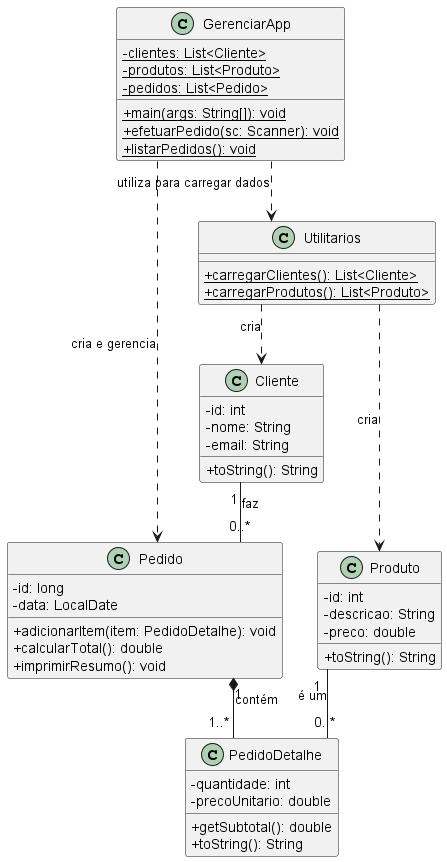 C GerenciarApp
-clientes: List<Cliente>
-produtos: List<Produto>
-pedidos: List<Pedido>
+main(args: String[]): void
+efetuarPedido(sc: Scanner): void
+listarPedidos(): void
utiliza para carregar dados
C Utilitarios
+carregarClientes(): List<Cliente>
+carregarProdutos(): List<Produto>
cria
cria e gerencia
C Cliente
-id: int
-nome: String
-email: String
+toString(): String
cria
1
faz
0..*
C Pedido
-id: long
-data: LocalDate
+adicionarItem(item: PedidoDetalhe): void
+calcularTotal(): double
+imprimirResumo(): void
C Produto
-id: int
-descricao: String
-preco: double
+toString(): String
1
contém
1..*
1
é um
0..*
C PedidoDetalhe
-quantidade: int
-precoUnitario: double
+getSubtotal(): double
+toString(): String